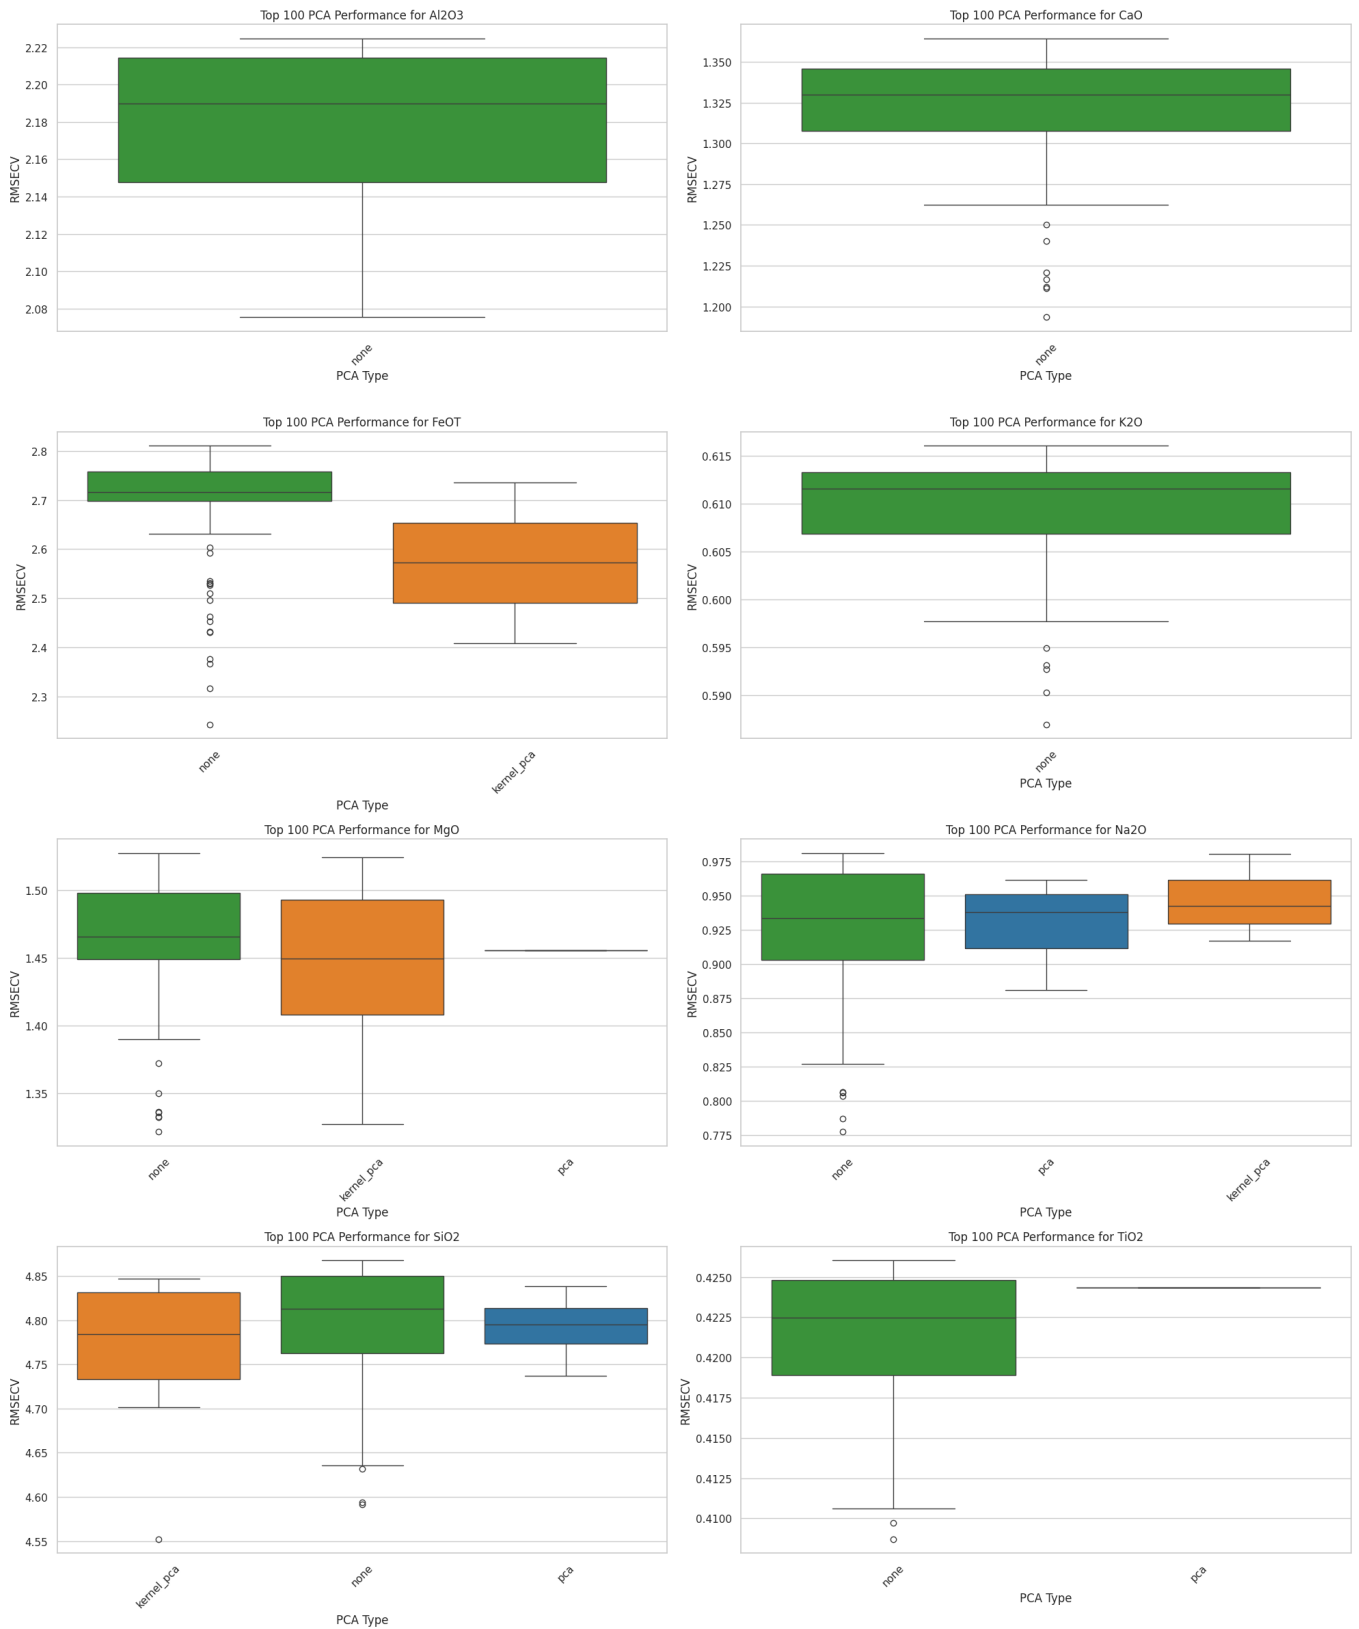 Top 100 PCA Performance for Al2O3
RMSECV
2.22
2.20
2.18
2.16
2.14
2.12
2.10
2.08
none
PCA Type
Top 100 PCA Performance for CaO
RMSECV
1.350
1.325
1.300
1.275
1.250
1.225
1.200
none
PCA Type
Top 100 PCA Performance for FeOT
RMSECV
2.8
2.7
2.6
2.5
2.4
2.3
none
kernel_pca
PCA Type
Top 100 PCA Performance for K2O
RMSECV
0.615
0.610
0.605
0.600
0.595
0.590
none
PCA Type
Top 100 PCA Performance for MgO
RMSECV
1.50
1.45
1.40
1.35
none
kernel_pca
pca
PCA Type
Top 100 PCA Performance for Na2O
RMSECV
0.975
0.950
0.925
0.900
0.875
0.850
0.825
0.800
0.775
none
pca
kernel_pca
PCA Type
Top 100 PCA Performance for SiO2
RMSECV
4.85
4.80
4.75
4.70
4.65
4.60
4.55
kernel_pca
none
pca
PCA Type
Top 100 PCA Performance for TiO2
RMSECV
0.4250
0.4225
0.4200
0.4175
0.4150
0.4125
0.4100
none
pca
PCA Type